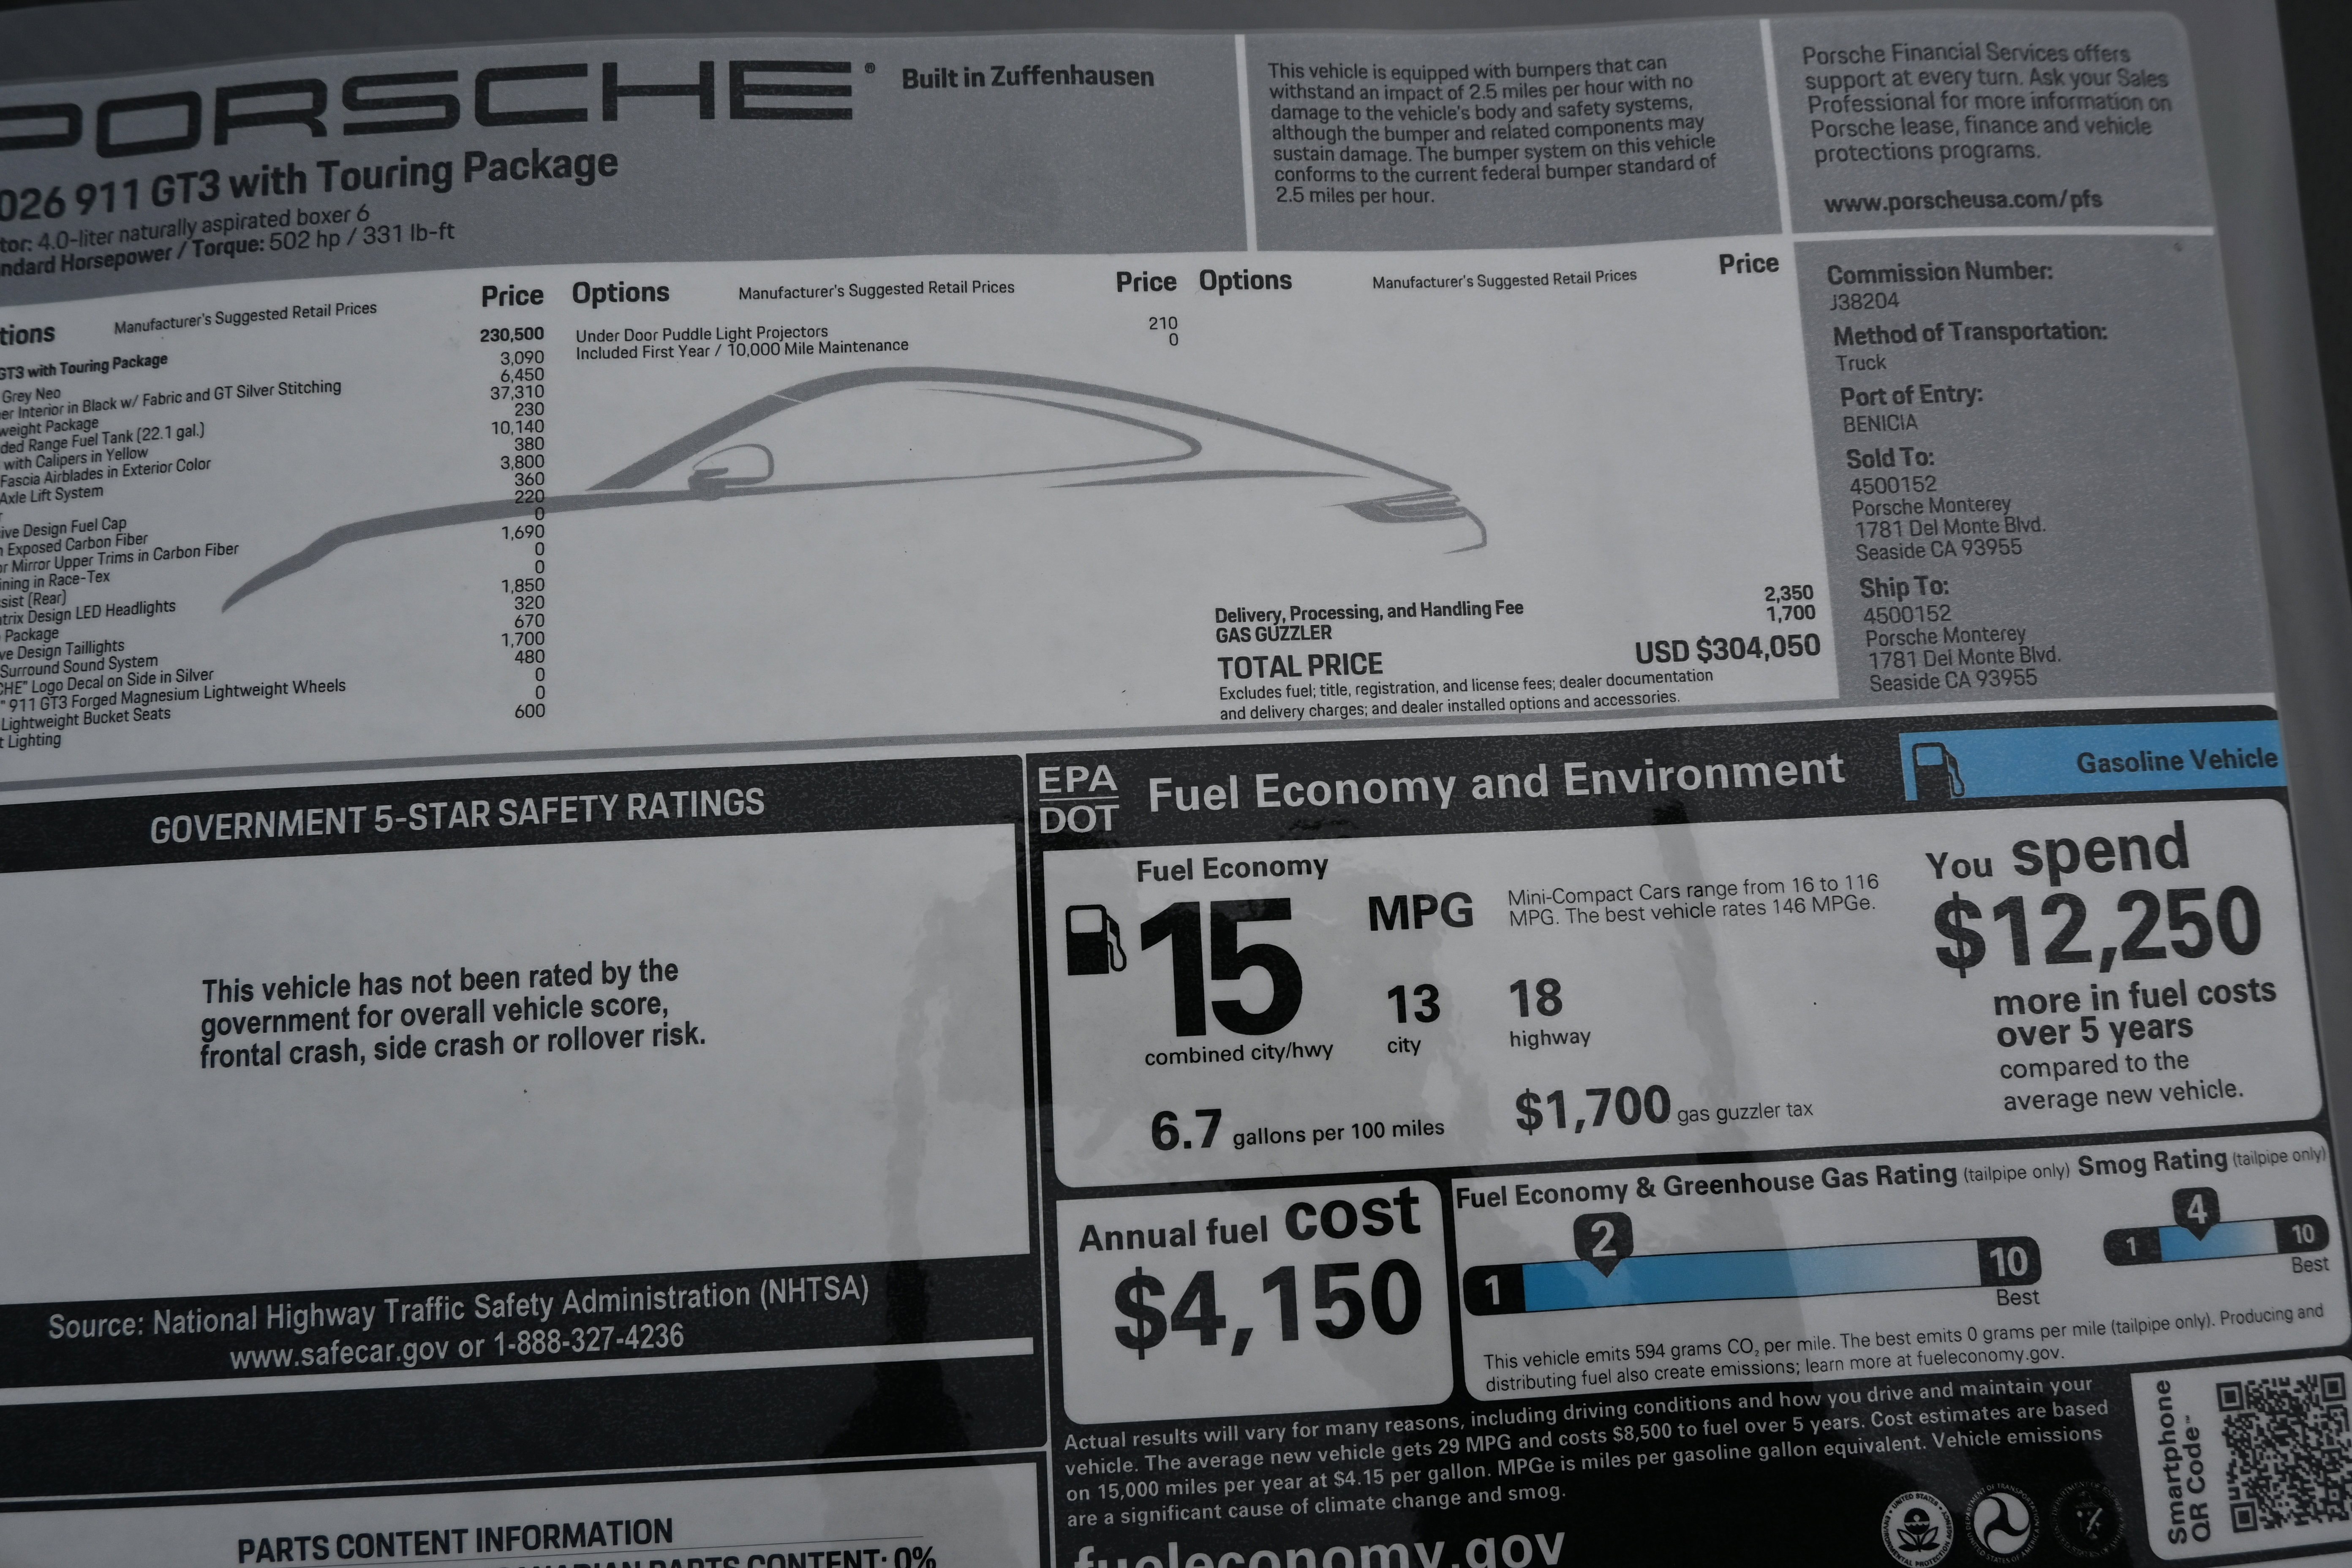 PORSCHE® Built in Zuffenhausen
026 911 GT3 with Touring Package
tor: 4.0-liter naturally aspirated boxer 6
ndard Horsepower / Torque: 502 hp / 331 lb-ft
This vehicle is equipped with bumpers that can
withstand an impact of 2.5 miles per hour with no
damage to the vehicle's body and safety systems,
although the bumper and related components may
sustain damage. The bumper system on this vehicle
conforms to the current federal bumper standard of
2.5 miles per hour.
Porsche Financial Services offers
support at every turn. Ask your Sales
Professional for more information on
Porsche lease, finance and vehicle
protections programs.
www.porscheusa.com/pfs
tions Manufacturer's Suggested Retail Prices Price
GT3 with Touring Package 230,500
Grey Neo 3,090
er Interior in Black w/ Fabric and GT Silver Stitching 6,450
weight Package 37,310
ded Range Fuel Tank (22.1 gal.) 230
with Calipers in Yellow 10,140
Fascia Airblades in Exterior Color 380
Axle Lift System 3,800
r 360
ive Design Fuel Cap 220
n Exposed Carbon Fiber 0
or Mirror Upper Trims in Carbon Fiber 1,690
ining in Race-Tex 0
sist (Rear) 0
trix Design LED Headlights 1,850
Package 320
ve Design Taillights 670
Surround Sound System 1,700
CHE" Logo Decal on Side in Silver 480
" 911 GT3 Forged Magnesium Lightweight Wheels 0
Lightweight Bucket Seats 0
t Lighting 600
Options Manufacturer's Suggested Retail Prices Price
Under Door Puddle Light Projectors 210
Included First Year / 10,000 Mile Maintenance 0
Options Manufacturer's Suggested Retail Prices Price
Delivery, Processing, and Handling Fee 2,350
GAS GUZZLER 1,700
TOTAL PRICE USD $304,050
Excludes fuel; title, registration, and license fees; dealer documentation
and delivery charges; and dealer installed options and accessories.
Commission Number:
J38204
Method of Transportation:
Truck
Port of Entry:
BENICIA
Sold To:
4500152
Porsche Monterey
1781 Del Monte Blvd.
Seaside CA 93955
Ship To:
4500152
Porsche Monterey
1781 Del Monte Blvd.
Seaside CA 93955
GOVERNMENT 5-STAR SAFETY RATINGS
This vehicle has not been rated by the
government for overall vehicle score,
frontal crash, side crash or rollover risk.
Source: National Highway Traffic Safety Administration (NHTSA)
www.safecar.gov or 1-888-327-4236
PARTS CONTENT INFORMATION
CANADIAN PARTS CONTENT: 0%
EPA
DOT
Fuel Economy and Environment
Gasoline Vehicle
Fuel Economy
15 MPG
combined city/hwy
13
city
18
highway
Mini-Compact Cars range from 16 to 116
MPG. The best vehicle rates 146 MPGe.
6.7 gallons per 100 miles
$1,700 gas guzzler tax
You spend
$12,250
more in fuel costs
over 5 years
compared to the
average new vehicle.
Annual fuel cost
$4,150
Fuel Economy & Greenhouse Gas Rating (tailpipe only)
2
1 10
Best
Smog Rating (tailpipe only)
4
1 10
Best
This vehicle emits 594 grams CO₂ per mile. The best emits 0 grams per mile (tailpipe only). Producing and
distributing fuel also create emissions; learn more at fueleconomy.gov.
Actual results will vary for many reasons, including driving conditions and how you drive and maintain your
vehicle. The average new vehicle gets 29 MPG and costs $8,500 to fuel over 5 years. Cost estimates are based
on 15,000 miles per year at $4.15 per gallon. MPGe is miles per gasoline gallon equivalent. Vehicle emissions
are a significant cause of climate change and smog.
fueleconomy.gov
Smartphone
QR Code™